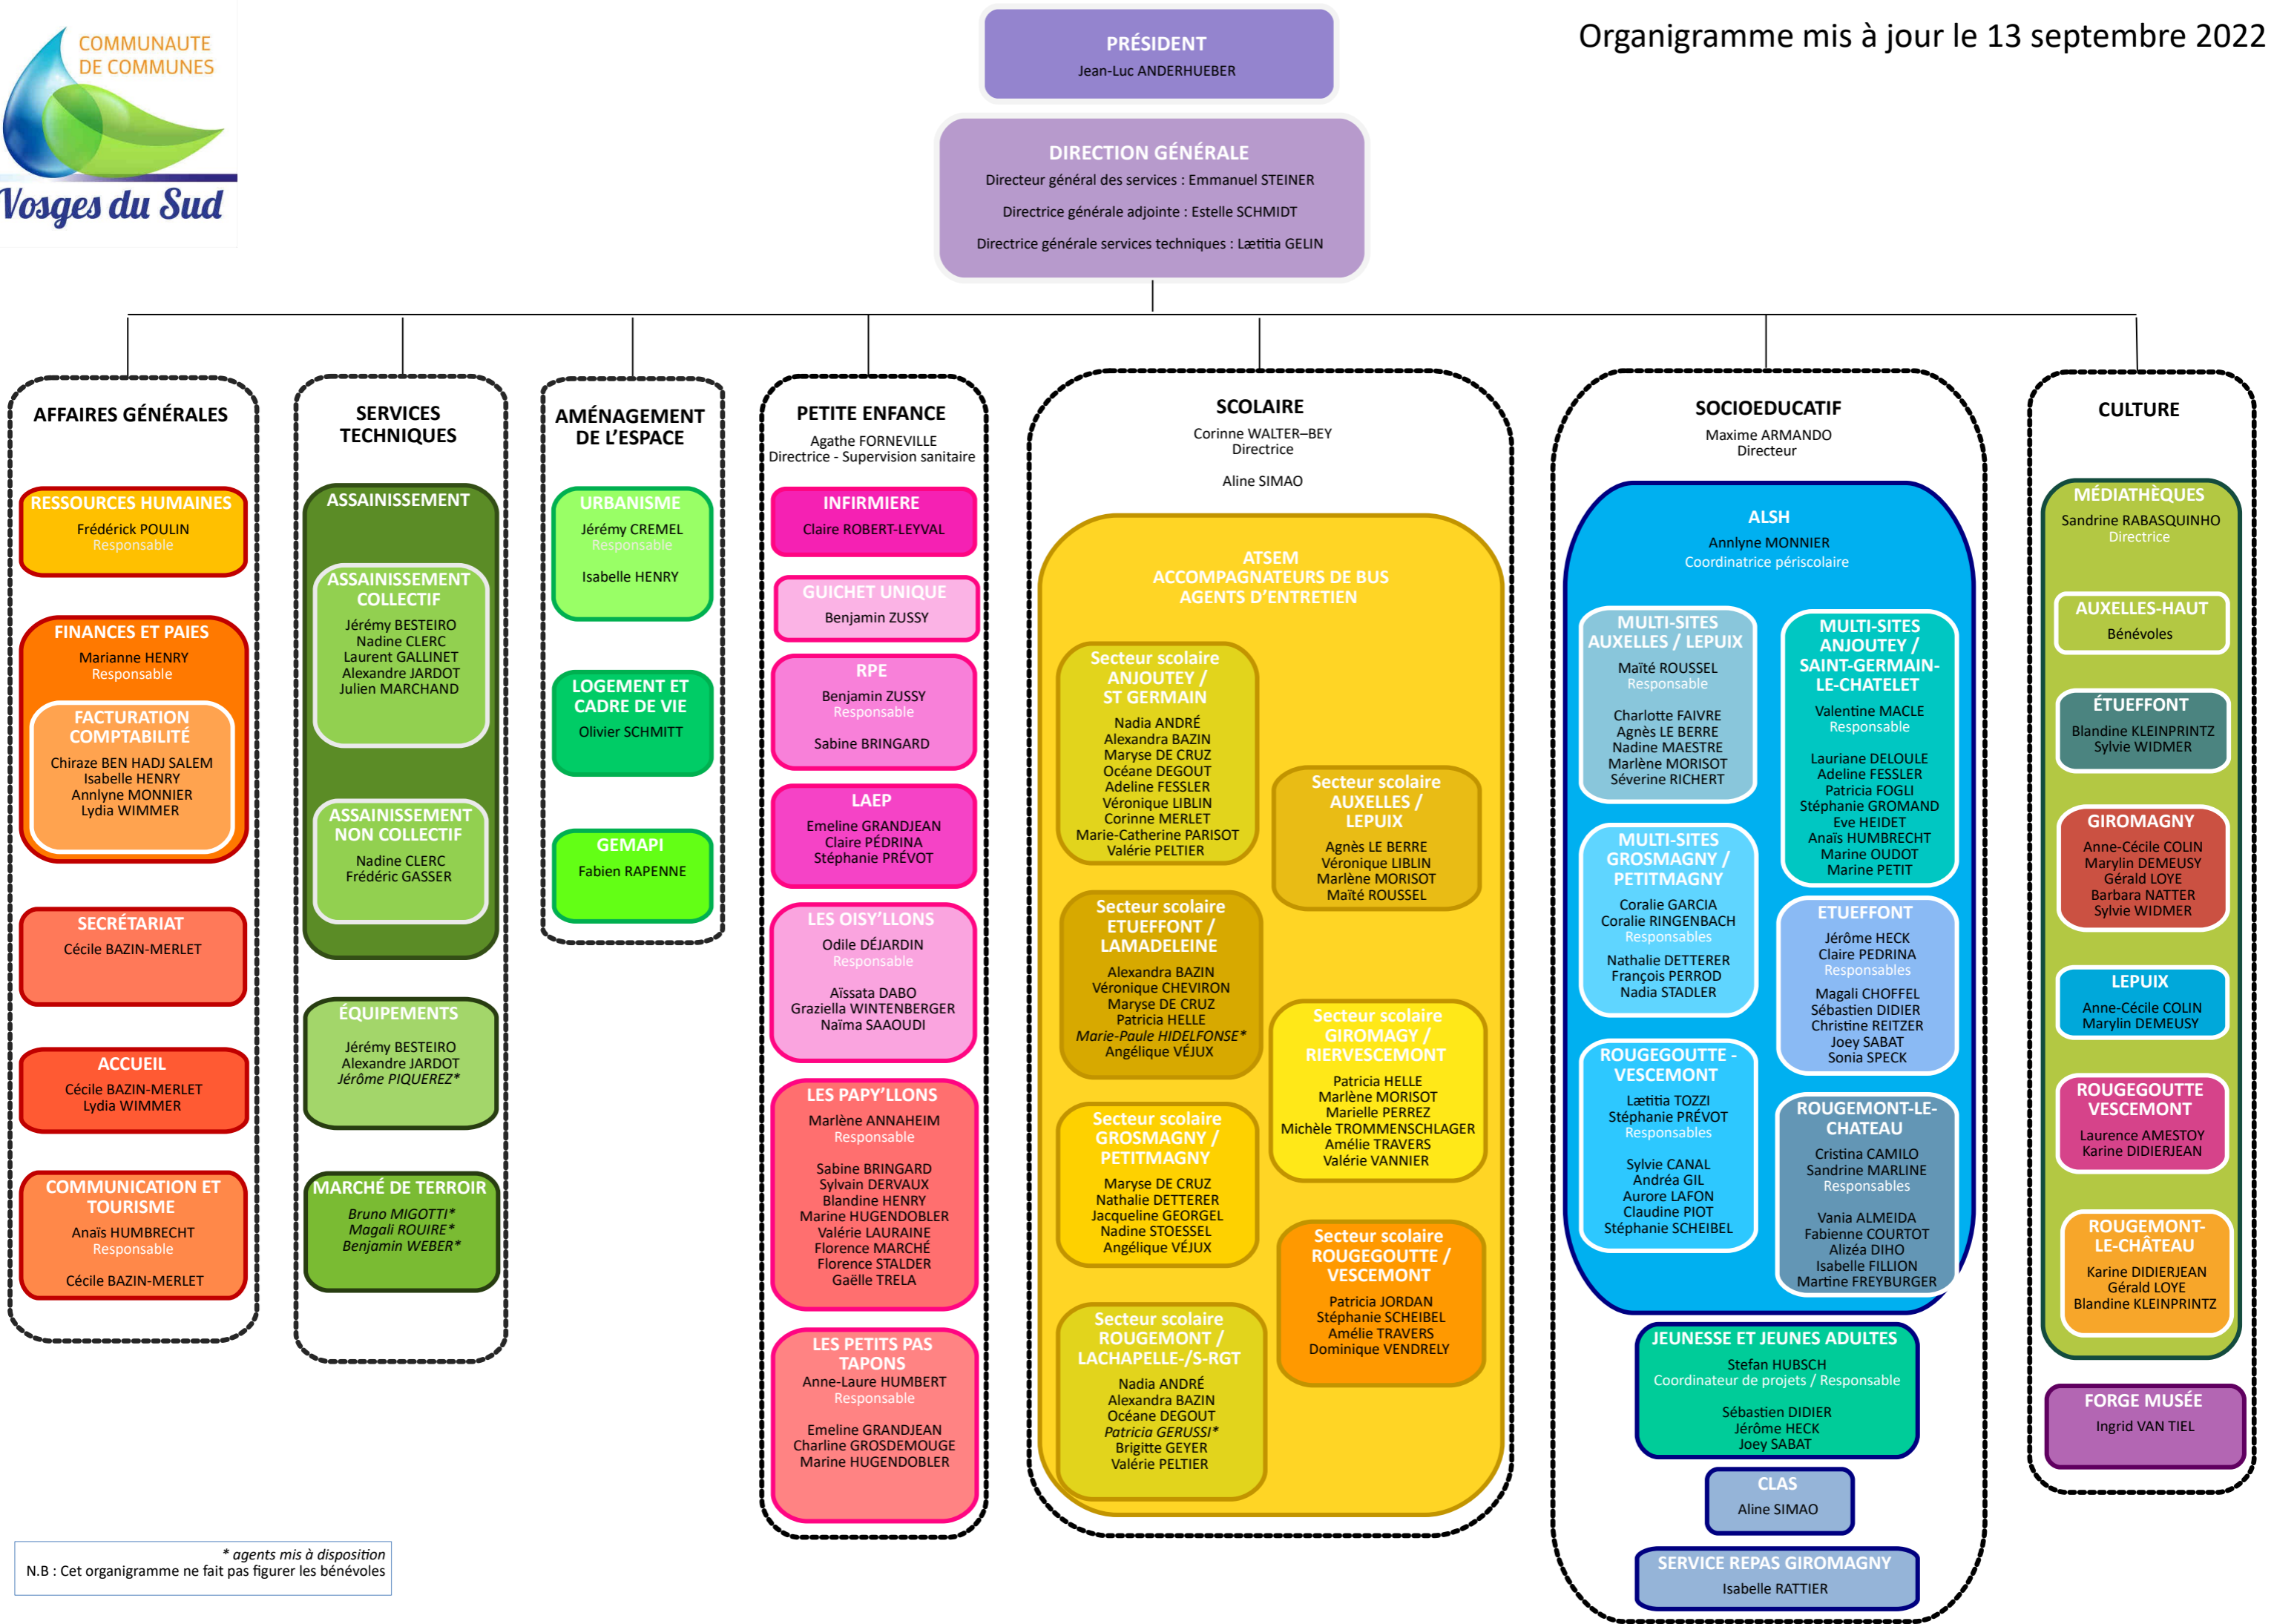 COMMUNAUTE
DE COMMUNES
Vosges du Sud
Organigramme mis à jour le 13 septembre 2022
PRÉSIDENT
Jean-Luc ANDERHUEBER
DIRECTION GÉNÉRALE
Directeur général des services : Emmanuel STEINER
Directrice générale adjointe : Estelle SCHMIDT
Directrice générale services techniques : Lætitia GELIN
AFFAIRES GÉNÉRALES
RESSOURCES HUMAINES
Frédérick POULIN
Responsable
FINANCES ET PAIES
Marianne HENRY
Responsable
FACTURATION
COMPTABILITÉ
Chiraze BEN HADJ SALEM
Isabelle HENRY
Annlyne MONNIER
Lydia WIMMER
SECRÉTARIAT
Cécile BAZIN-MERLET
ACCUEIL
Cécile BAZIN-MERLET
Lydia WIMMER
COMMUNICATION ET
TOURISME
Anaïs HUMBRECHT
Responsable
Cécile BAZIN-MERLET
SERVICES
TECHNIQUES
ASSAINISSEMENT
ASSAINISSEMENT
COLLECTIF
Jérémy BESTEIRO
Nadine CLERC
Laurent GALLINET
Alexandre JARDOT
Julien MARCHAND
ASSAINISSEMENT
NON COLLECTIF
Nadine CLERC
Frédéric GASSER
ÉQUIPEMENTS
Jérémy BESTEIRO
Alexandre JARDOT
Jérôme PIQUEREZ*
MARCHÉ DE TERROIR
Bruno MIGOTTI*
Magali ROUIRE*
Benjamin WEBER*
AMÉNAGEMENT
DE L'ESPACE
URBANISME
Jérémy CREMEL
Responsable
Isabelle HENRY
LOGEMENT ET
CADRE DE VIE
Olivier SCHMITT
GEMAPI
Fabien RAPENNE
PETITE ENFANCE
Agathe FORNEVILLE
Directrice - Supervision sanitaire
INFIRMIERE
Claire ROBERT-LEYVAL
GUICHET UNIQUE
Benjamin ZUSSY
RPE
Benjamin ZUSSY
Responsable
Sabine BRINGARD
LAEP
Emeline GRANDJEAN
Claire PÉDRINA
Stéphanie PRÉVOT
LES OISY'LLONS
Odile DÉJARDIN
Responsable
Aïssata DABO
Graziella WINTENBERGER
Naïma SAAOUDI
LES PAPY'LLONS
Marlène ANNAHEIM
Responsable
Sabine BRINGARD
Sylvain DERVAUX
Blandine HENRY
Marine HUGENDOBLER
Valérie LAURAINE
Florence MARCHÉ
Florence STALDER
Gaëlle TRELA
LES PETITS PAS
TAPONS
Anne-Laure HUMBERT
Responsable
Emeline GRANDJEAN
Charline GROSDEMOUGE
Marine HUGENDOBLER
SCOLAIRE
Corinne WALTER–BEY
Directrice
Aline SIMAO
ATSEM
ACCOMPAGNATEURS DE BUS
AGENTS D'ENTRETIEN
Secteur scolaire
ANJOUTEY /
ST GERMAIN
Nadia ANDRÉ
Alexandra BAZIN
Maryse DE CRUZ
Océane DEGOUT
Adeline FESSLER
Véronique LIBLIN
Corinne MERLET
Marie-Catherine PARISOT
Valérie PELTIER
Secteur scolaire
AUXELLES /
LEPUIX
Agnès LE BERRE
Véronique LIBLIN
Marlène MORISOT
Maïté ROUSSEL
Secteur scolaire
ETUEFFONT /
LAMADELEINE
Alexandra BAZIN
Véronique CHEVIRON
Maryse DE CRUZ
Patricia HELLE
Marie-Paule HIDELFONSE*
Angélique VÉJUX
Secteur scolaire
GIROMAGY /
RIERVESCEMONT
Patricia HELLE
Marlène MORISOT
Marielle PERREZ
Michèle TROMMENSCHLAGER
Amélie TRAVERS
Valérie VANNIER
Secteur scolaire
GROSMAGNY /
PETITMAGNY
Maryse DE CRUZ
Nathalie DETTERER
Jacqueline GEORGEL
Nadine STOESSEL
Angélique VÉJUX
Secteur scolaire
ROUGEGOUTTE /
VESCEMONT
Patricia JORDAN
Stéphanie SCHEIBEL
Amélie TRAVERS
Dominique VENDRELY
Secteur scolaire
ROUGEMONT /
LACHAPELLE-/S-RGT
Nadia ANDRÉ
Alexandra BAZIN
Océane DEGOUT
Patricia GERUSSI*
Brigitte GEYER
Valérie PELTIER
SOCIOEDUCATIF
Maxime ARMANDO
Directeur
ALSH
Annlyne MONNIER
Coordinatrice périscolaire
MULTI-SITES
AUXELLES / LEPUIX
Maïté ROUSSEL
Responsable
Charlotte FAIVRE
Agnès LE BERRE
Nadine MAESTRE
Marlène MORISOT
Séverine RICHERT
MULTI-SITES
ANJOUTEY /
SAINT-GERMAIN-
LE-CHATELET
Valentine MACLE
Responsable
Lauriane DELOULE
Adeline FESSLER
Patricia FOGLI
Stéphanie GROMAND
Eve HEIDET
Anaïs HUMBRECHT
Marine OUDOT
Marine PETIT
MULTI-SITES
GROSMAGNY /
PETITMAGNY
Coralie GARCIA
Coralie RINGENBACH
Responsables
Nathalie DETTERER
François PERROD
Nadia STADLER
ETUEFFONT
Jérôme HECK
Claire PEDRINA
Responsables
Magali CHOFFEL
Sébastien DIDIER
Christine REITZER
Joey SABAT
Sonia SPECK
ROUGEGOUTTE -
VESCEMONT
Lætitia TOZZI
Stéphanie PRÉVOT
Responsables
Sylvie CANAL
Andréa GIL
Aurore LAFON
Claudine PIOT
Stéphanie SCHEIBEL
ROUGEMONT-LE-
CHATEAU
Cristina CAMILO
Sandrine MARLINE
Responsables
Vania ALMEIDA
Fabienne COURTOT
Alizéa DIHO
Isabelle FILLION
Martine FREYBURGER
JEUNESSE ET JEUNES ADULTES
Stefan HUBSCH
Coordinateur de projets / Responsable
Sébastien DIDIER
Jérôme HECK
Joey SABAT
CLAS
Aline SIMAO
SERVICE REPAS GIROMAGNY
Isabelle RATTIER
CULTURE
MÉDIATHÈQUES
Sandrine RABASQUINHO
Directrice
AUXELLES-HAUT
Bénévoles
ÉTUEFFONT
Blandine KLEINPRINTZ
Sylvie WIDMER
GIROMAGNY
Anne-Cécile COLIN
Marylin DEMEUSY
Gérald LOYE
Barbara NATTER
Sylvie WIDMER
LEPUIX
Anne-Cécile COLIN
Marylin DEMEUSY
ROUGEGOUTTE
VESCEMONT
Laurence AMESTOY
Karine DIDIERJEAN
ROUGEMONT-
LE-CHÂTEAU
Karine DIDIERJEAN
Gérald LOYE
Blandine KLEINPRINTZ
FORGE MUSÉE
Ingrid VAN TIEL
* agents mis à disposition
N.B : Cet organigramme ne fait pas figurer les bénévoles